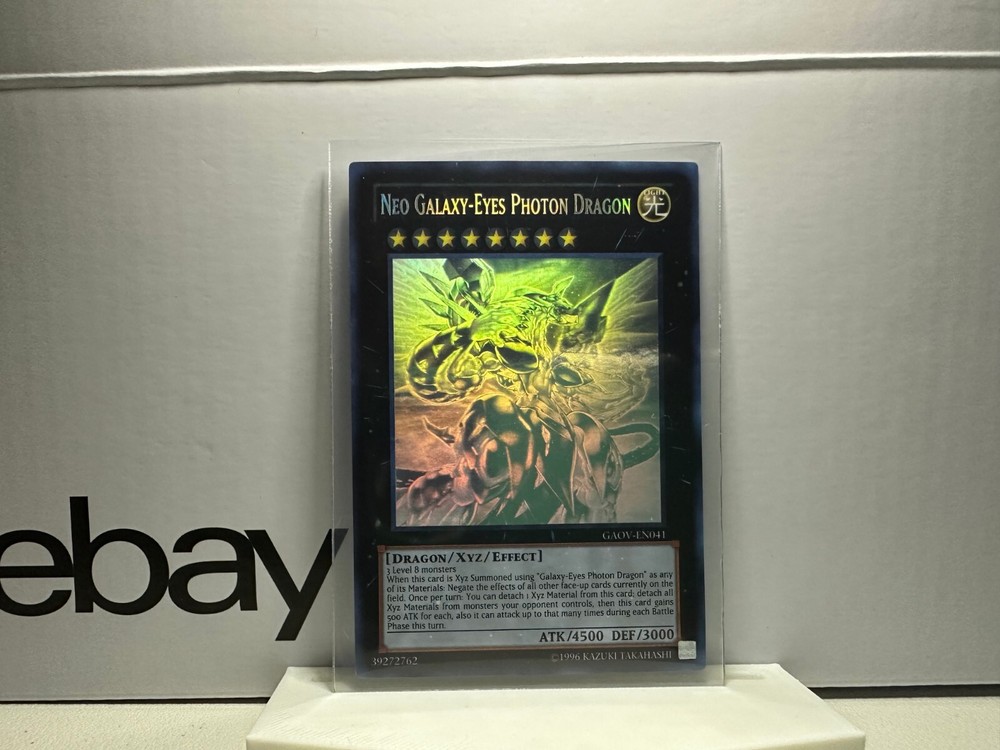 NEO GALAXY-EYES PHOTON DRAGON
LIGHT
光
GAOV-EN041
[DRAGON/XYZ/EFFECT]
3 Level 8 monsters
When this card is Xyz Summoned using "Galaxy-Eyes Photon Dragon" as any
of its Materials: Negate the effects of all other face-up cards currently on the
field. Once per turn: You can detach 1 Xyz Material from this card; detach all
Xyz Materials from monsters your opponent controls, then this card gains
500 ATK for each, also it can attack up to that many times during each Battle
Phase this turn.
ATK/4500 DEF/3000
39272762
©1996 KAZUKI TAKAHASHI
ebay